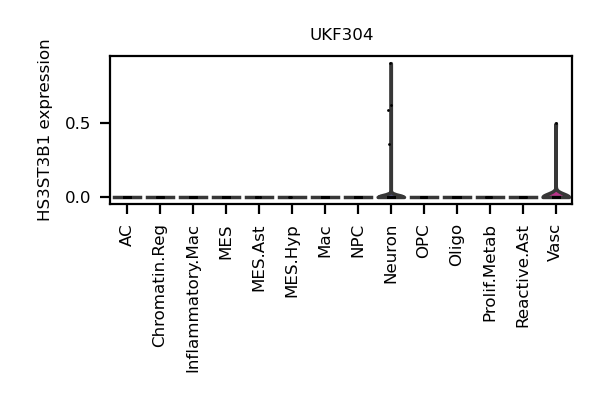 UKF304
HS3ST3B1 expression
0.5
0.0
AC
Chromatin.Reg
Inflammatory.Mac
MES
MES.Ast
MES.Hyp
Mac
NPC
Neuron
OPC
Oligo
Prolif.Metab
Reactive.Ast
Vasc